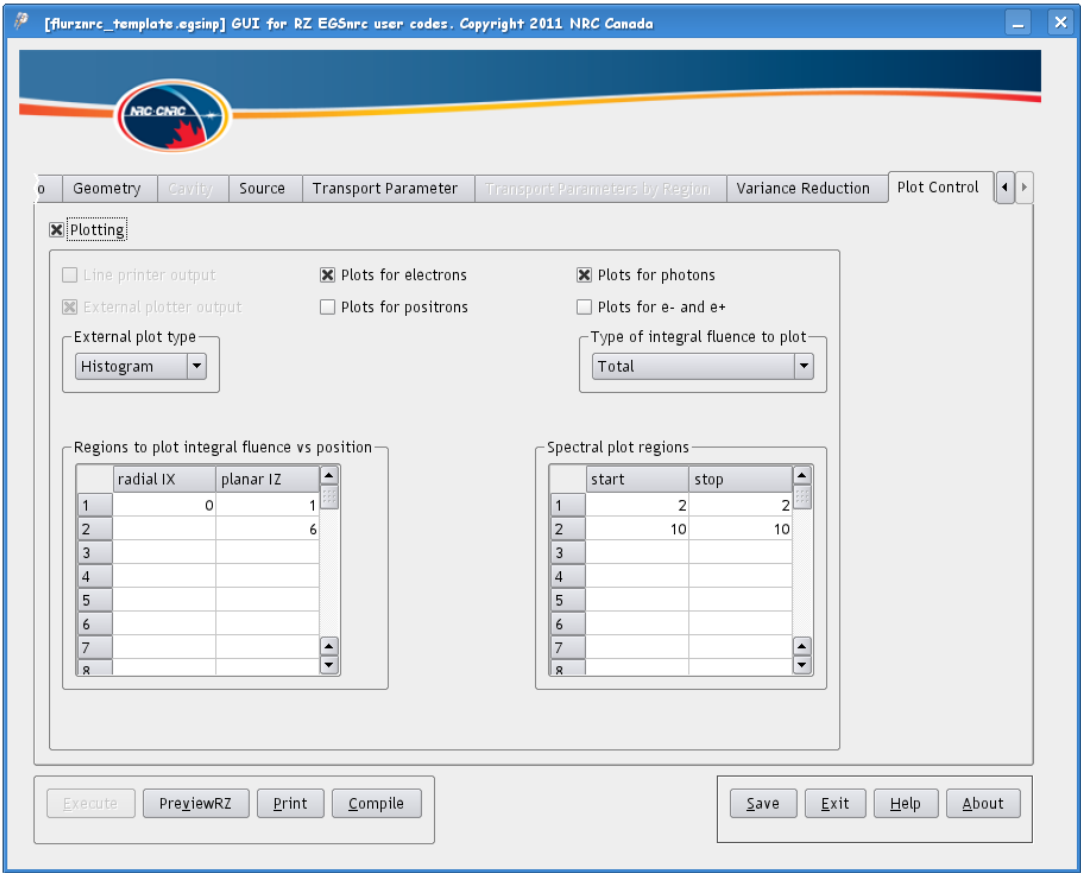 [flurznrc_template.egsinp] GUI for RZ EGSnrc user codes. Copyright 2011 NRC Canada
NRC CNRC
o Geometry Cavity Source Transport Parameter Transport Parameters by Region Variance Reduction Plot Control
Plotting
Line printer output Plots for electrons Plots for photons
External plotter output Plots for positrons Plots for e- and e+
External plot type Type of integral fluence to plot
Histogram Total
Regions to plot integral fluence vs position Spectral plot regions
radial IX planar IZ start stop
1 0 1 1 2 2
2 6 2 10 10
3 3
4 4
5 5
6 6
7 7
8 8
Execute PreviewRZ Print Compile Save Exit Help About